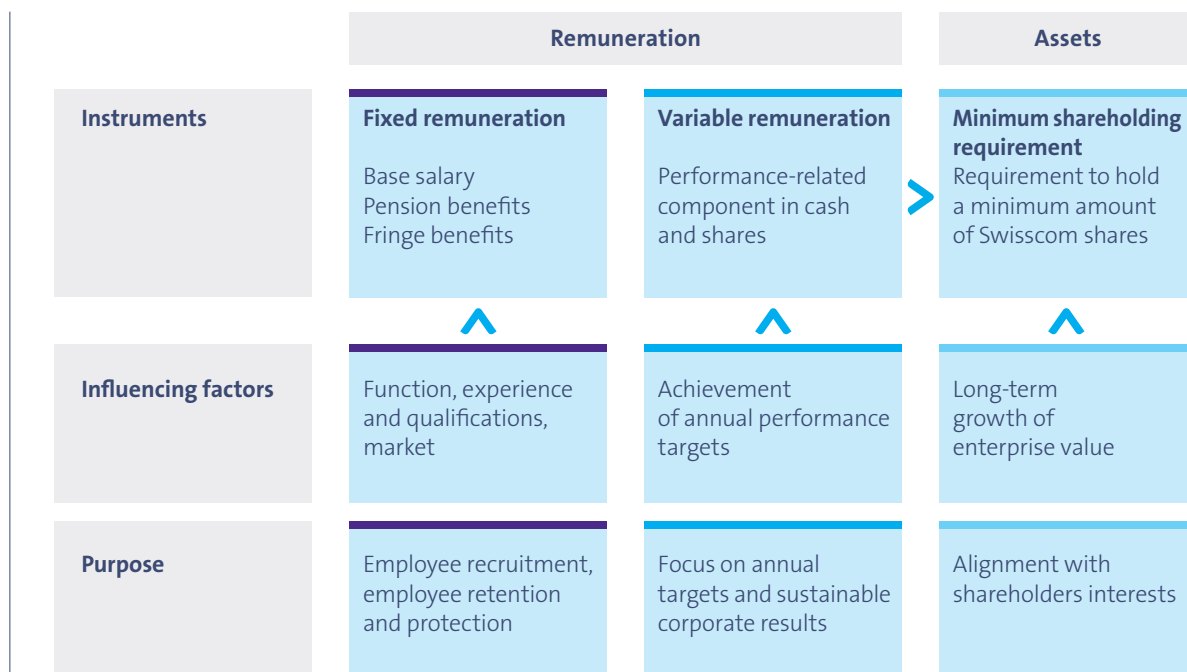 Remuneration
Assets
Instruments
Fixed remuneration
Base salary
Pension benefits
Fringe benefits
Variable remuneration
Performance-related
component in cash
and shares
Minimum shareholding
requirement
Requirement to hold
a minimum amount
of Swisscom shares
Influencing factors
Function, experience
and qualifications,
market
Achievement
of annual performance
targets
Long-term
growth of
enterprise value
Purpose
Employee recruitment,
employee retention
and protection
Focus on annual
targets and sustainable
corporate results
Alignment with
shareholders interests